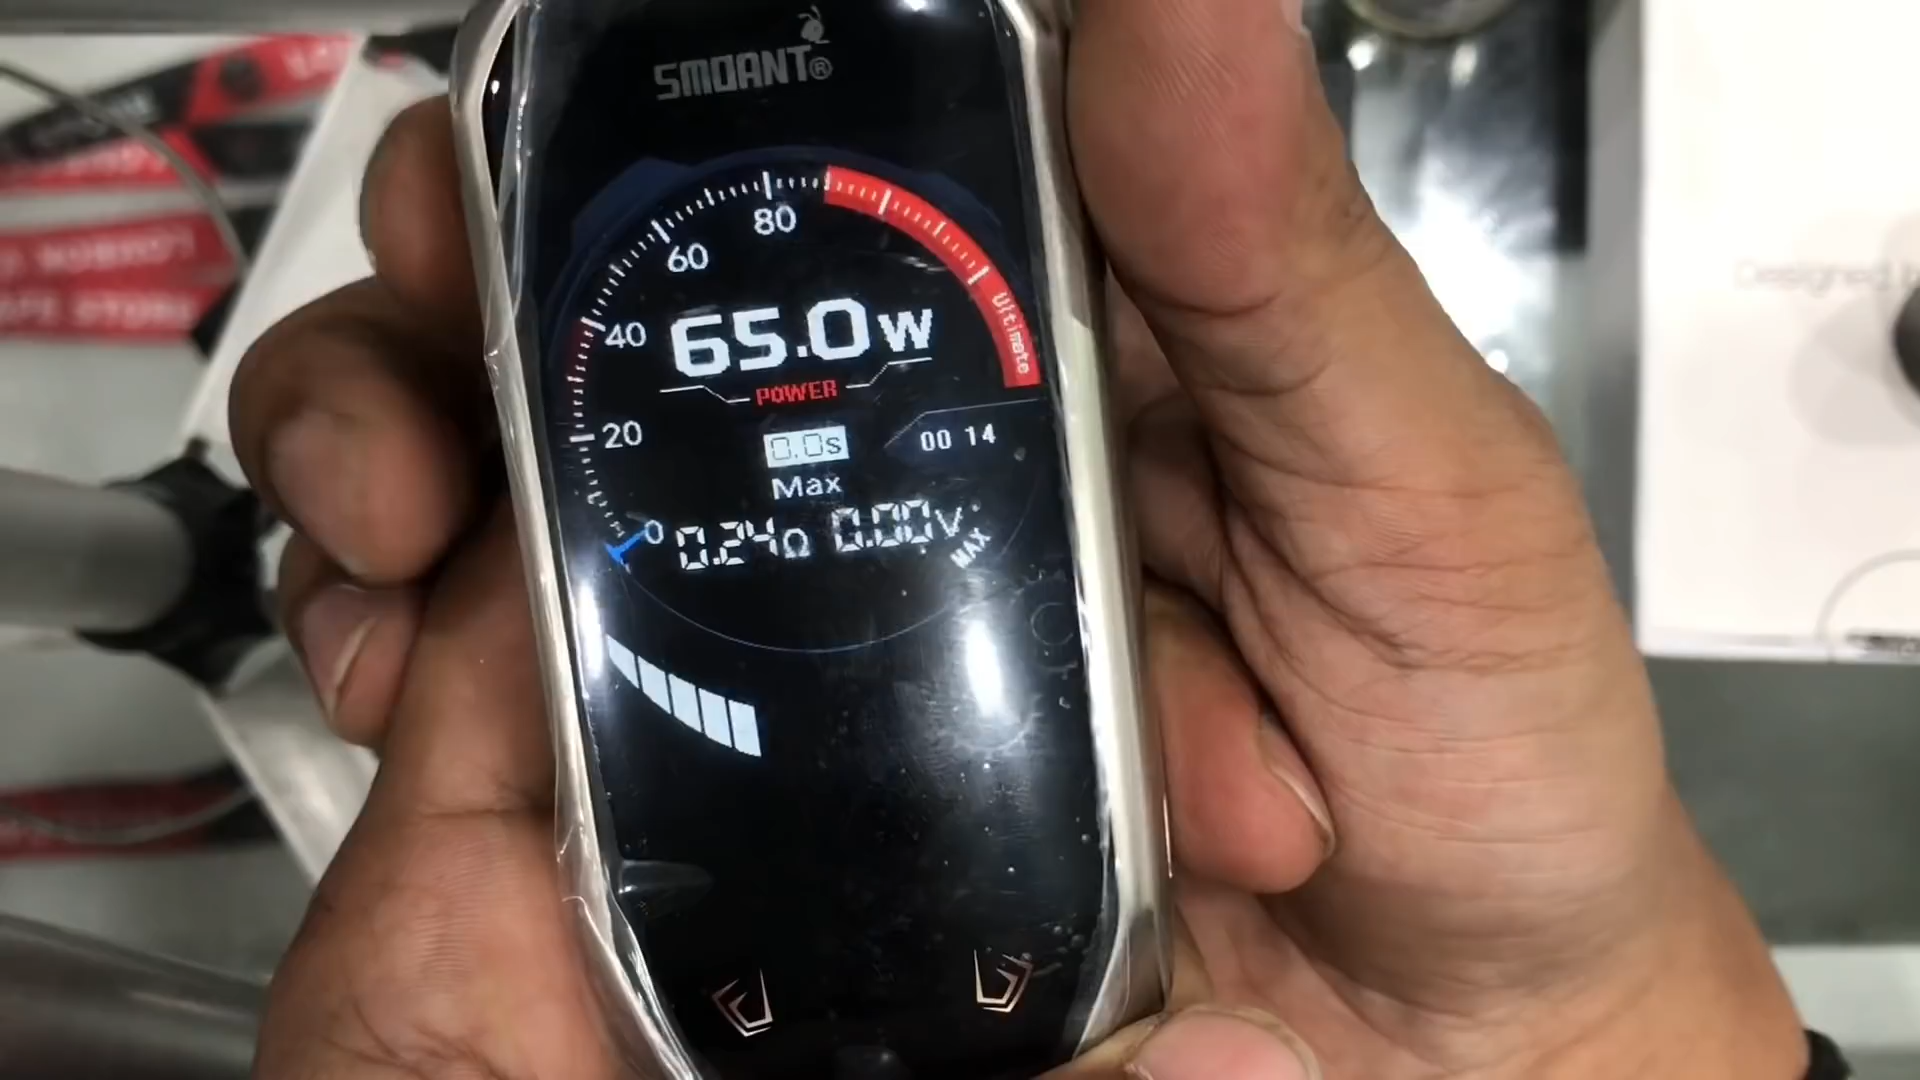 SMOANT®
80
60
40
20
0
Ultimate
65.0w
POWER
0.0s
00 14
Max
0.24Ω 0.00V
MAX
Designed